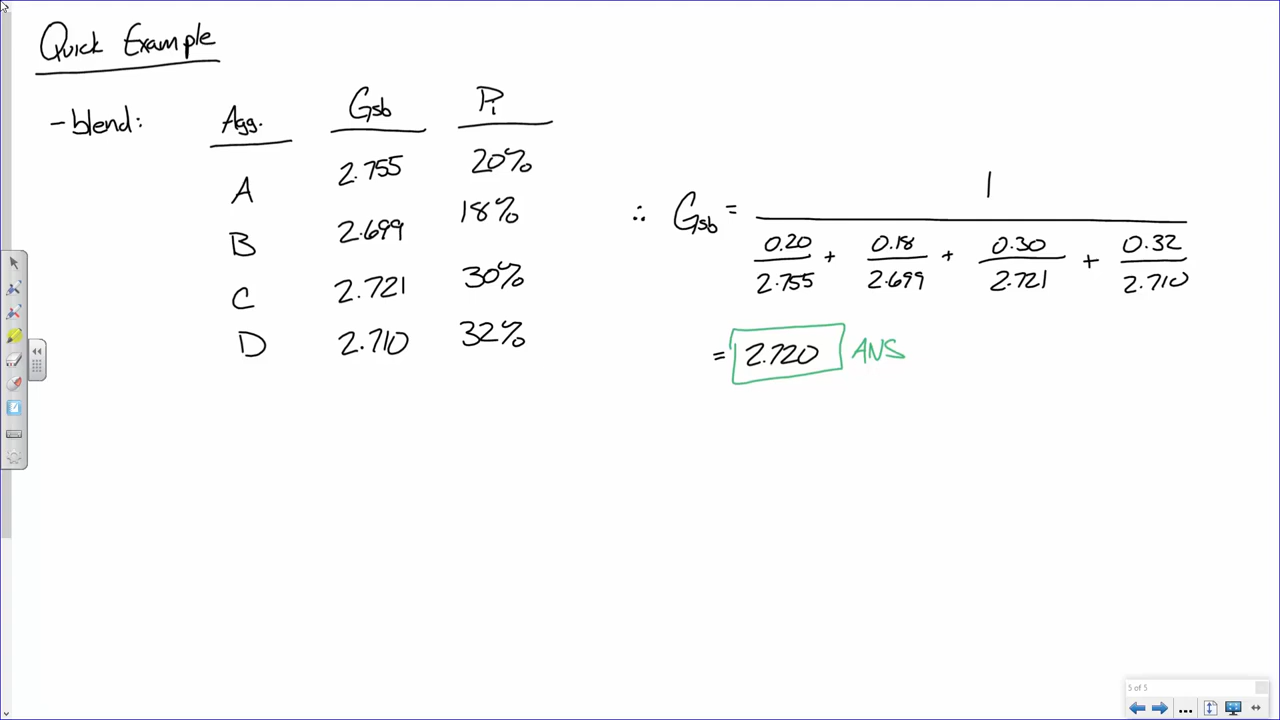 Quick Example
- blend: Agg. Gsb Pi
A 2.755 20%
B 2.699 18%
C 2.721 30%
D 2.710 32%
∴ Gsb = 1
0.20 0.18 0.30 0.32
+ + +
2.755 2.699 2.721 2.710
= 2.720 ANS
5 of 5